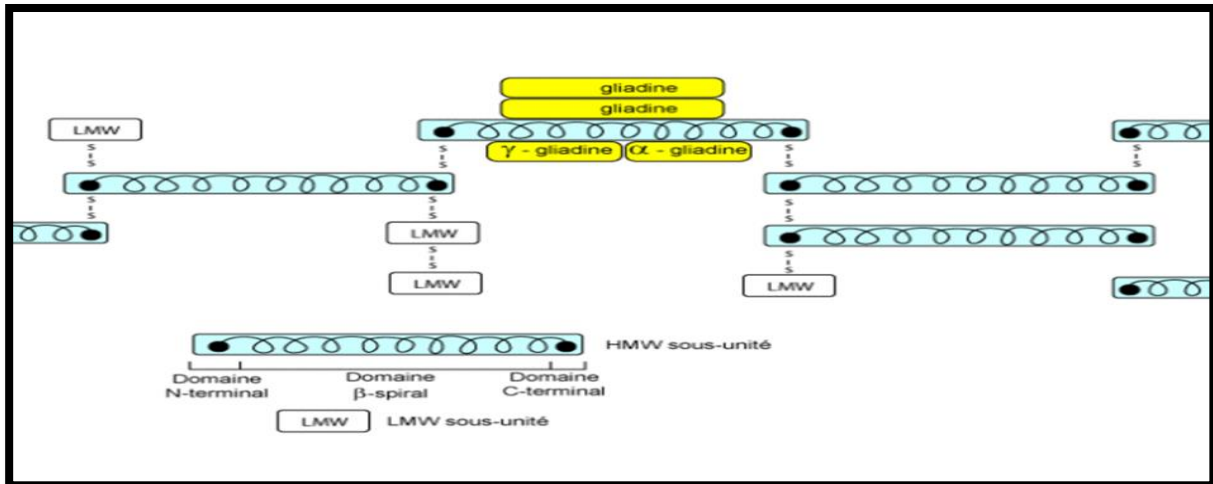 gliadine
gliadine
LMW
S-S
S-S
S-S
γ - gliadine
α - gliadine
S-S
S-S
S-S
S-S
S-S
LMW
S-S
S-S
LMW
LMW
HMW sous-unité
Domaine
N-terminal
Domaine
β-spiral
Domaine
C-terminal
LMW
LMW sous-unité